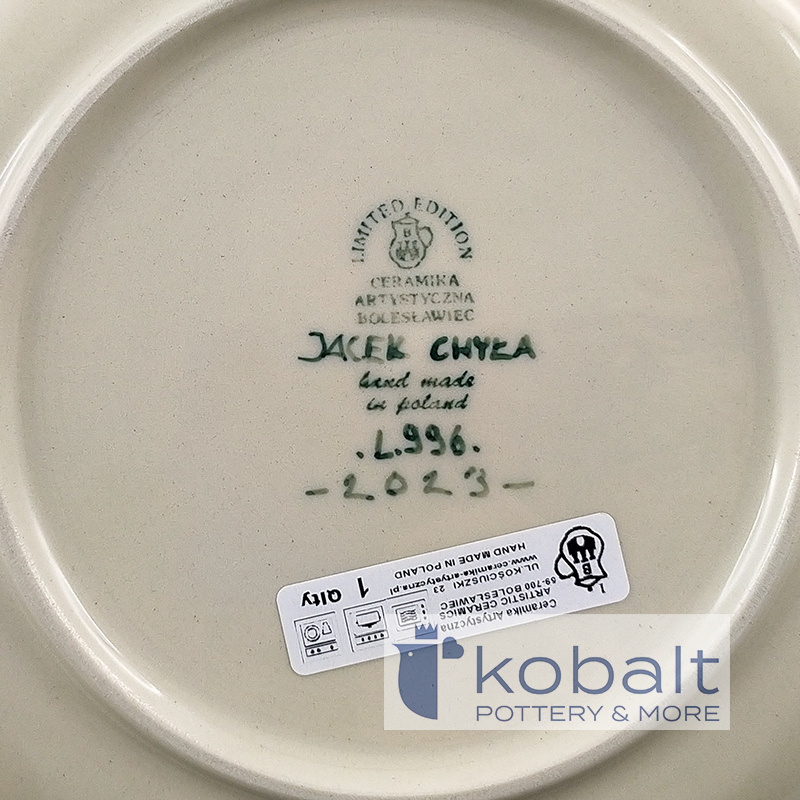 LIMITED EDITION
B
CERAMIKA
ARTYSTYCZNA
BOLESŁAWIEC
JACEK CHYŁA
hand made
in poland
.L.996.
-2023-
1.
B
Ceramika Artystyczna
ARTISTIC CERAMICS
59-700 BOLESŁAWIEC
UL.KOŚCIUSZKI 23
www.ceramika-artystyczna.pl
HAND MADE IN POLAND
1 Qlty
kobalt
POTTERY & MORE